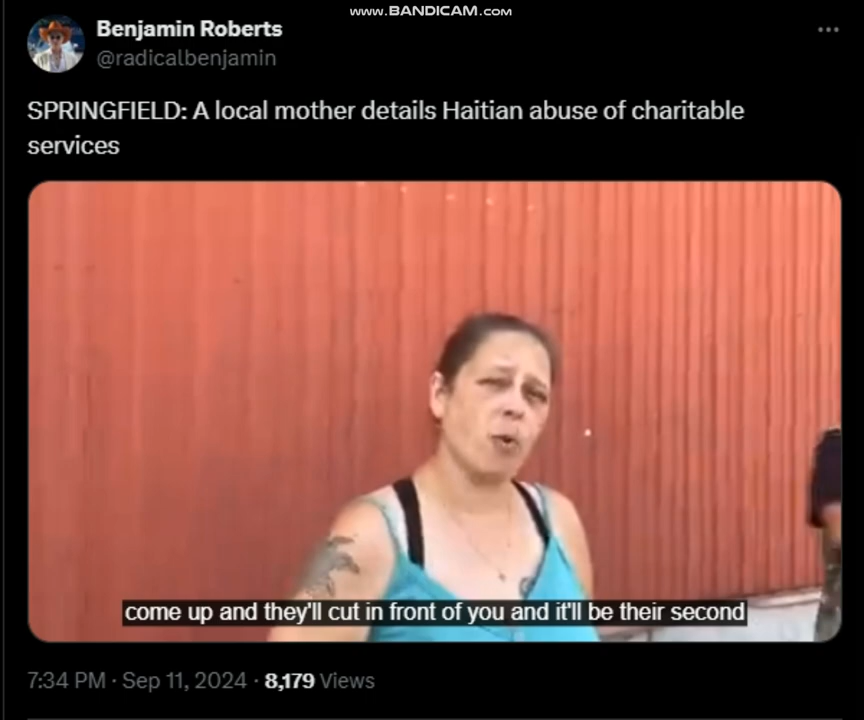 www.BANDICAM.com
Benjamin Roberts
@radicalbenjamin
SPRINGFIELD: A local mother details Haitian abuse of charitable
services
come up and they'll cut in front of you and it'll be their second
7:34 PM · Sep 11, 2024 · 8,179 Views